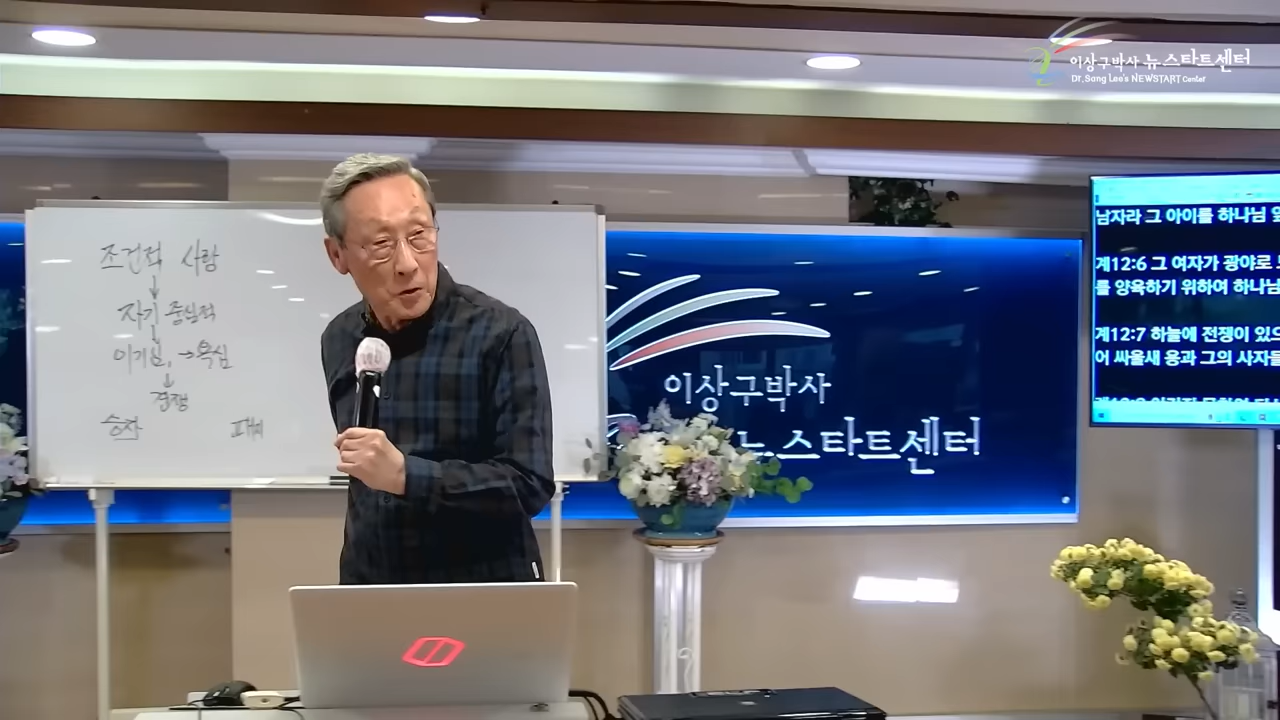 이상구박사 뉴스타트센터
Dr. Sang Lee's NEWSTART Center
조건적 사랑
↓
자기 중심적
이기심, → 욕심
↓
경쟁
승자
이상구박사
뉴스타트센터
남자라 그 아이를 하나님
계12:6 그 여자가 광야로
를 양육하기 위하여 하나님
계12:7 하늘에 전쟁이
어 싸울새 용과 그의 사자들